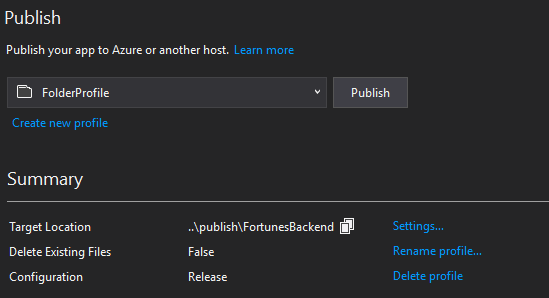 Publish
Publish your app to Azure or another host. Learn more
FolderProfile Publish
Create new profile
Summary
Target Location ..\publish\FortunesBackend Settings...
Delete Existing Files False Rename profile...
Configuration Release Delete profile